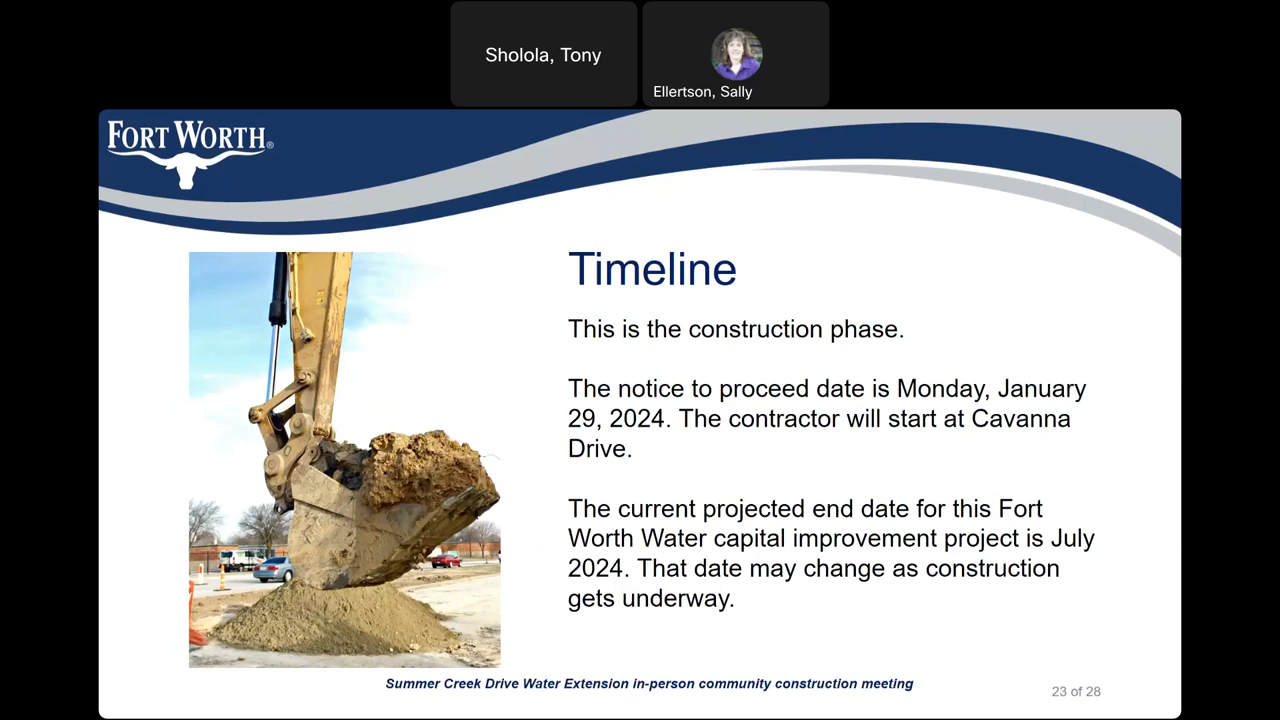 Sholola, Tony
Ellertson, Sally
FORT WORTH®
Timeline
This is the construction phase.
The notice to proceed date is Monday, January
29, 2024. The contractor will start at Cavanna
Drive.
The current projected end date for this Fort
Worth Water capital improvement project is July
2024. That date may change as construction
gets underway.
Summer Creek Drive Water Extension in-person community construction meeting
23 of 28